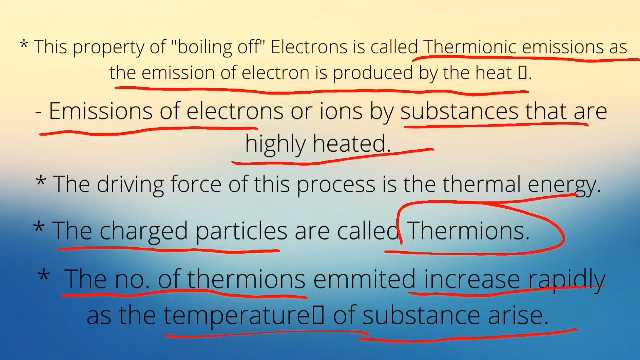 * This property of "boiling off" Electrons is called Thermionic emissions as
the emission of electron is produced by the heat ▯.
- Emissions of electrons or ions by substances that are
highly heated.
* The driving force of this process is the thermal energy.
* The charged particles are called Thermions.
* The no. of thermions emmited increase rapidly
as the temperature▯ of substance arise.